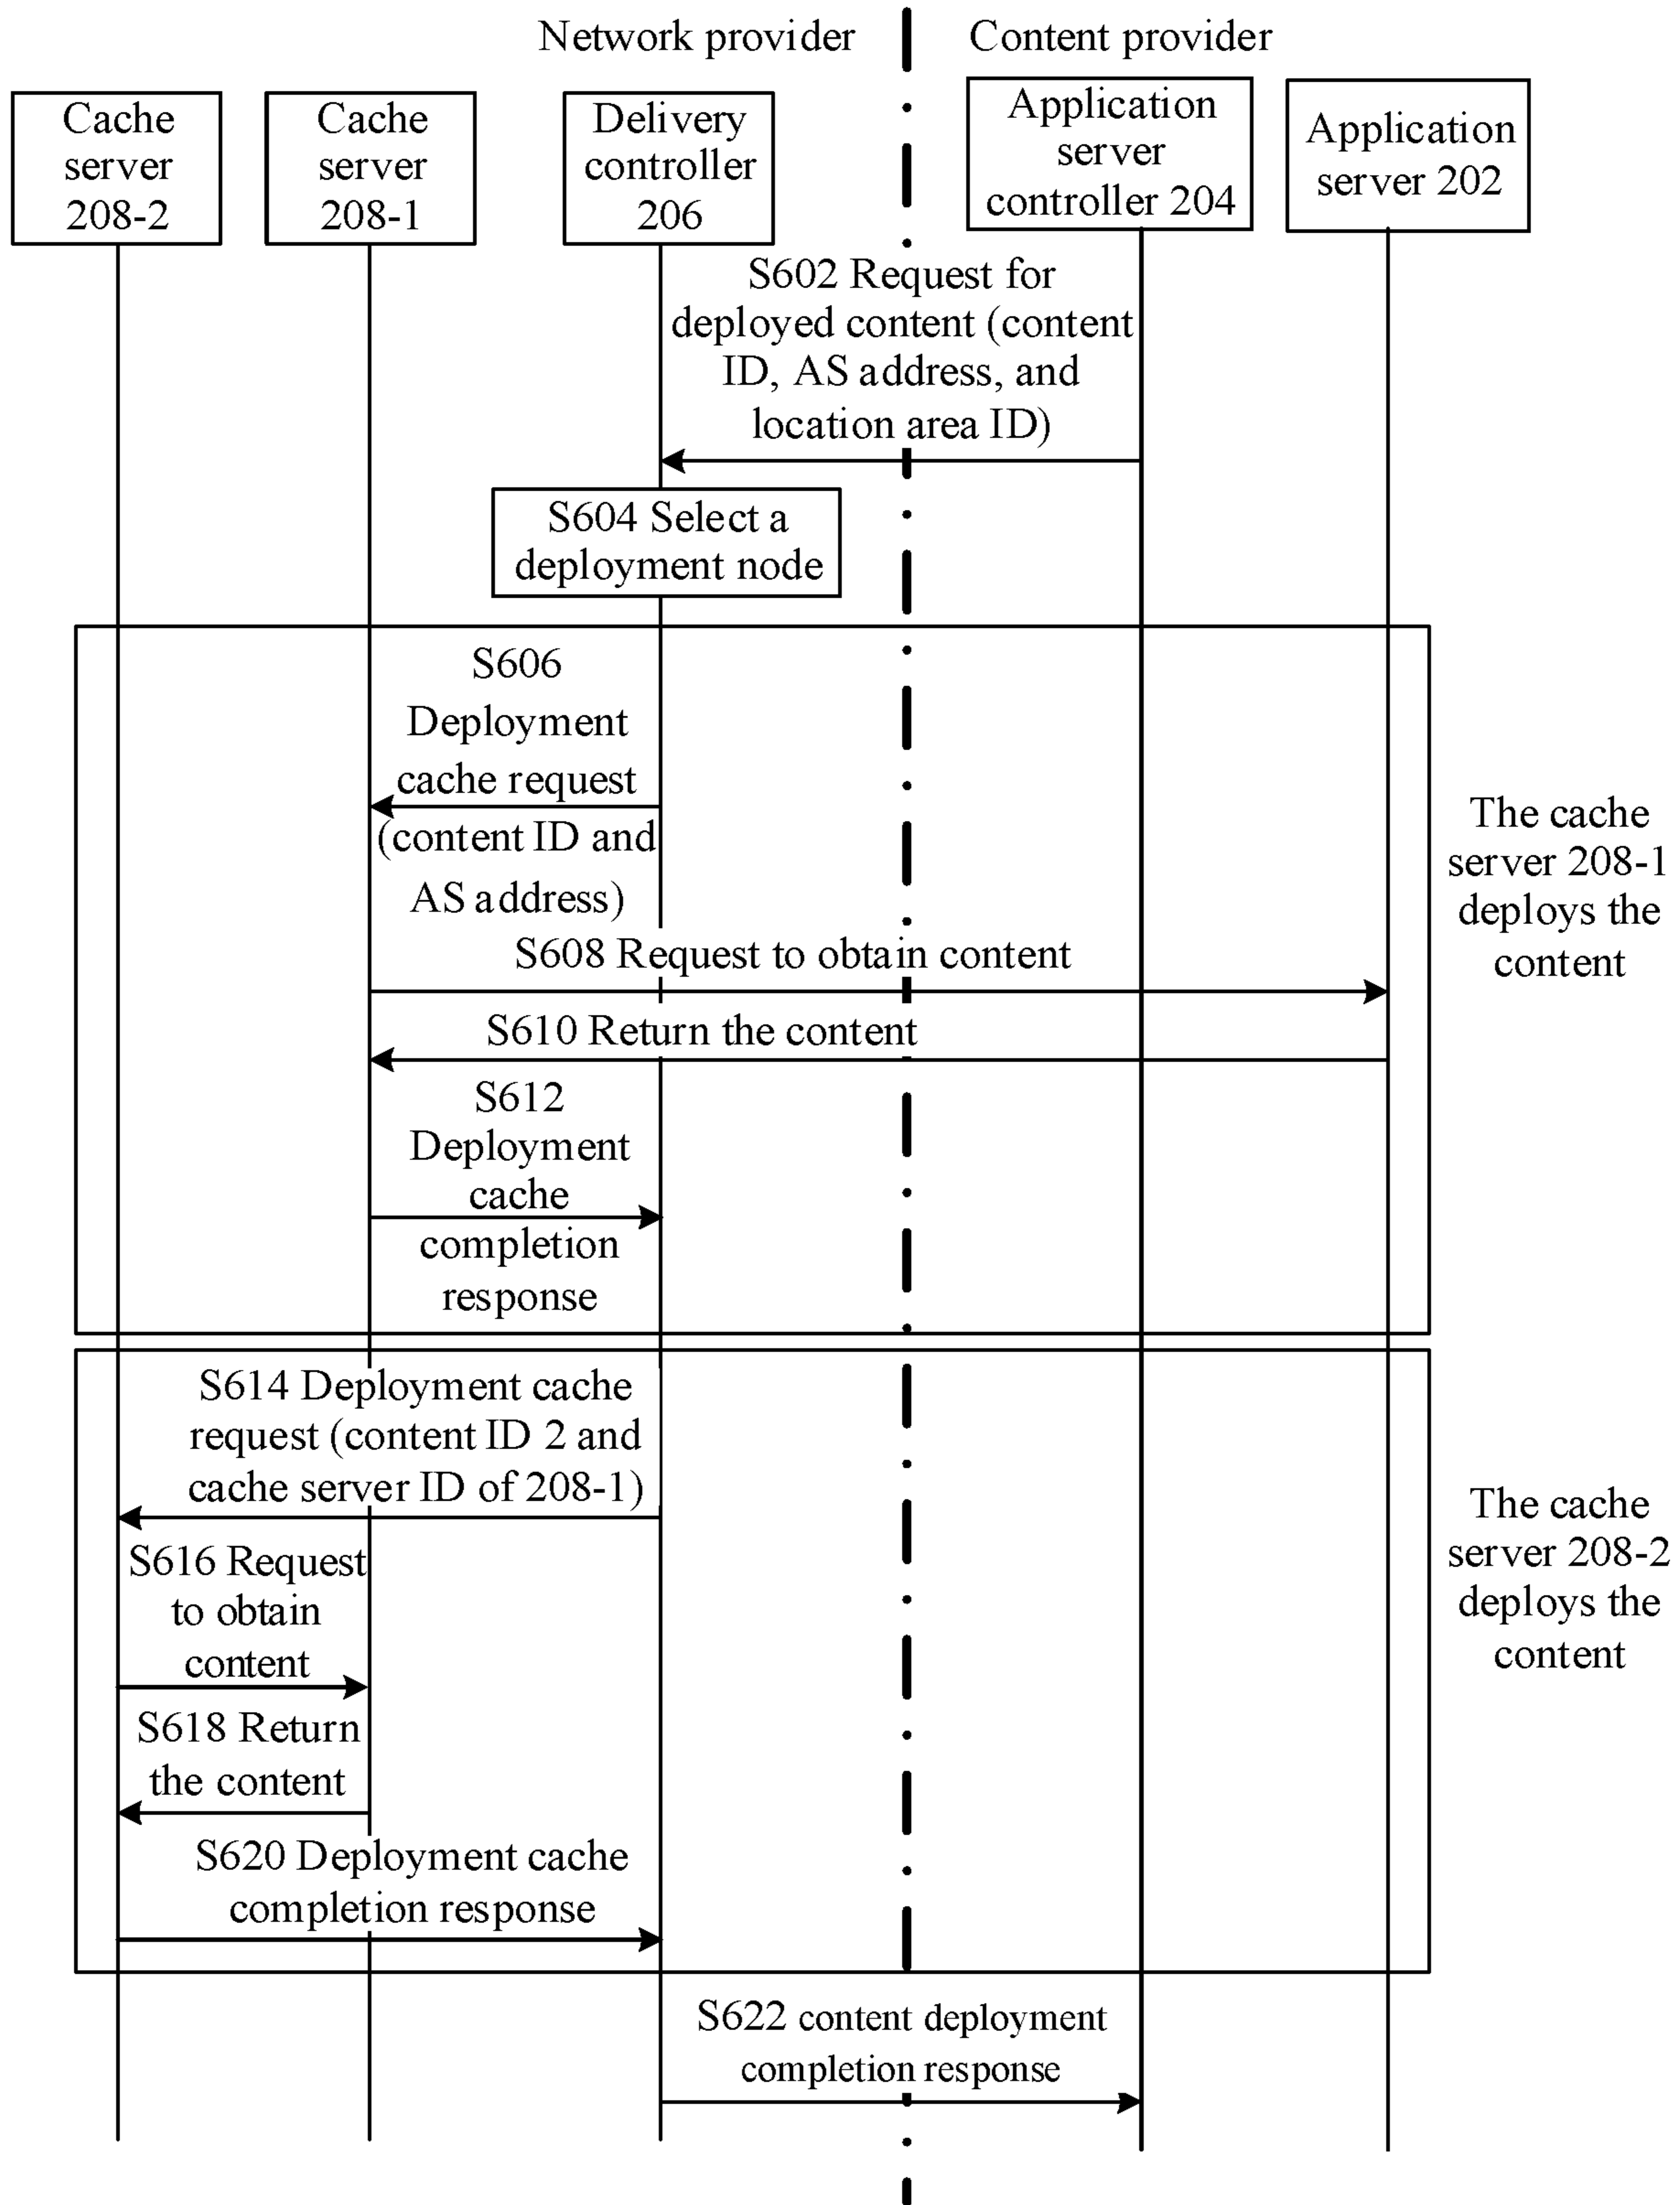 Network provider
Content provider
Cache
server
208-2
Cache
server
208-1
Delivery
controller
206
Application
server
controller 204
Application
server 202
S602 Request for
deployed content (content
ID, AS address, and
location area ID)
S604 Select a
deployment node
S606
Deployment
cache request
(content ID and
AS address)
S608 Request to obtain content
S610 Return the content
S612
Deployment
cache
completion
response
The cache
server 208-1
deploys the
content
S614 Deployment cache
request (content ID 2 and
cache server ID of 208-1)
S616 Request
to obtain
content
S618 Return
the content
S620 Deployment cache
completion response
The cache
server 208-2
deploys the
content
S622 content deployment
completion response